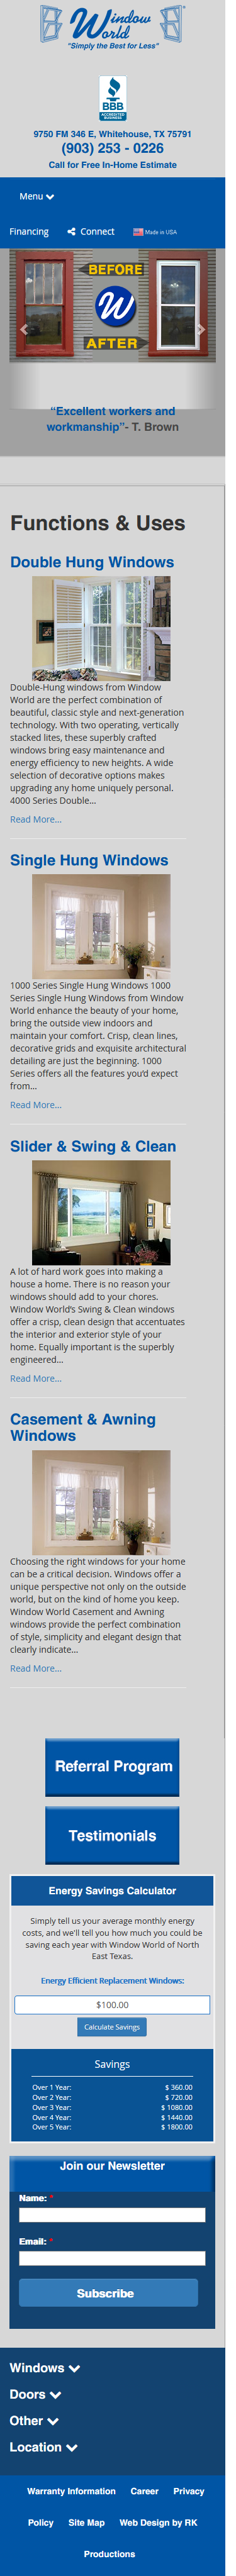 Window World®
"Simply the Best for Less"
BBB
ACCREDITED
BUSINESS
9750 FM 346 E, Whitehouse, TX 75791
(903) 253 - 0226
Call for Free In-Home Estimate
Menu
Financing
Connect
Made in USA
BEFORE
W
AFTER
“Excellent workers and
workmanship”- T. Brown
Functions & Uses
Double Hung Windows
Double-Hung windows from Window
World are the perfect combination of
beautiful, classic style and next-generation
technology. With two operating, vertically
stacked lites, these superbly crafted
windows bring easy maintenance and
energy efficiency to new heights. A wide
selection of decorative options makes
upgrading any home uniquely personal.
4000 Series Double...
Read More...
Single Hung Windows
1000 Series Single Hung Windows 1000
Series Single Hung Windows from Window
World enhance the beauty of your home,
bring the outside view indoors and
maintain your comfort. Crisp, clean lines,
decorative grids and exquisite architectural
detailing are just the beginning. 1000
Series offers all the features you’d expect
from...
Read More...
Slider & Swing & Clean
A lot of hard work goes into making a
house a home. There is no reason your
windows should add to your chores.
Window World’s Swing & Clean windows
offer a crisp, clean design that accentuates
the interior and exterior style of your
home. Equally important is the superbly
engineered...
Read More...
Casement & Awning
Windows
Choosing the right windows for your home
can be a critical decision. Windows offer a
unique perspective not only on the outside
world, but on the kind of home you keep.
Window World Casement and Awning
windows provide the perfect combination
of style, simplicity and elegant design that
clearly indicate...
Read More...
Referral Program
Testimonials
Energy Savings Calculator
Simply tell us your average monthly energy
costs, and we'll tell you how much you could be
saving each year with Window World of North
East Texas.
Energy Efficient Replacement Windows:
$100.00
Calculate Savings
Savings
Over 1 Year: $ 360.00
Over 2 Year: $ 720.00
Over 3 Year: $ 1080.00
Over 4 Year: $ 1440.00
Over 5 Year: $ 1800.00
Join our Newsletter
Name: *
Email: *
Subscribe
Windows
Doors
Other
Location
Warranty Information Career Privacy
Policy Site Map Web Design by RK
Productions